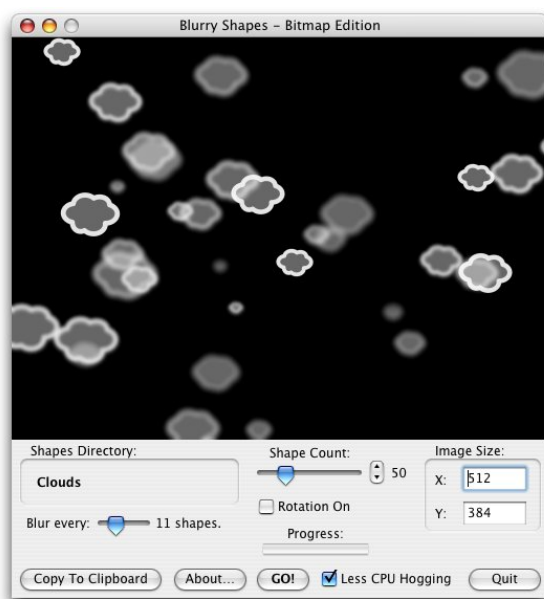 Blurry Shapes – Bitmap Edition
Shapes Directory:
Clouds
Blur every: 11 shapes.
Shape Count:
50
Rotation On
Progress:
Image Size:
X: 512
Y: 384
Copy To Clipboard About... GO! Less CPU Hogging Quit